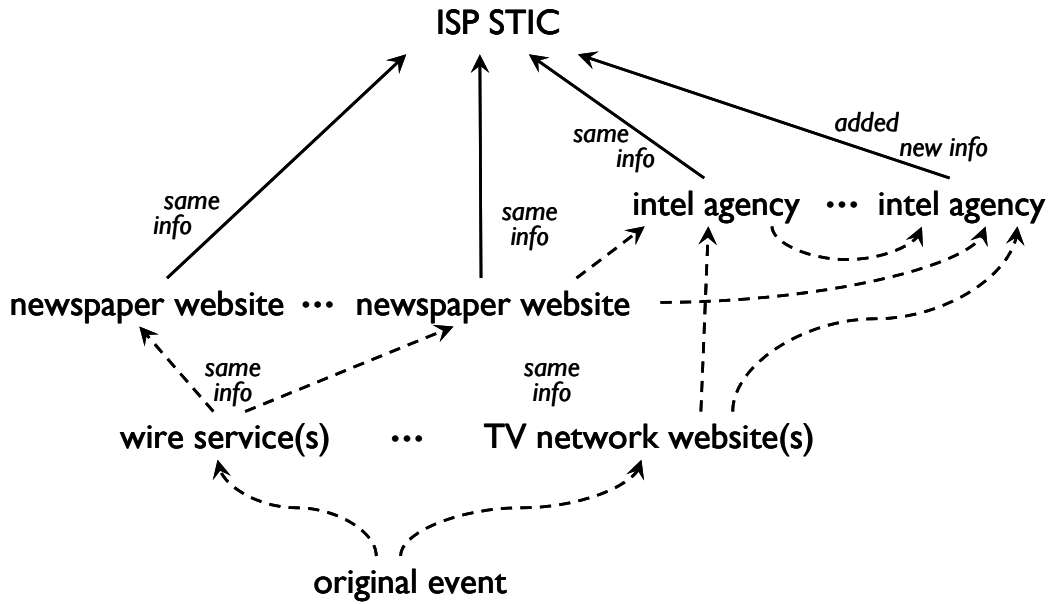 ISP STIC
added
new info
same
info
same
info
same
info
intel agency ··· intel agency
newspaper website ··· newspaper website
same
info
same
info
wire service(s) ··· TV network website(s)
original event